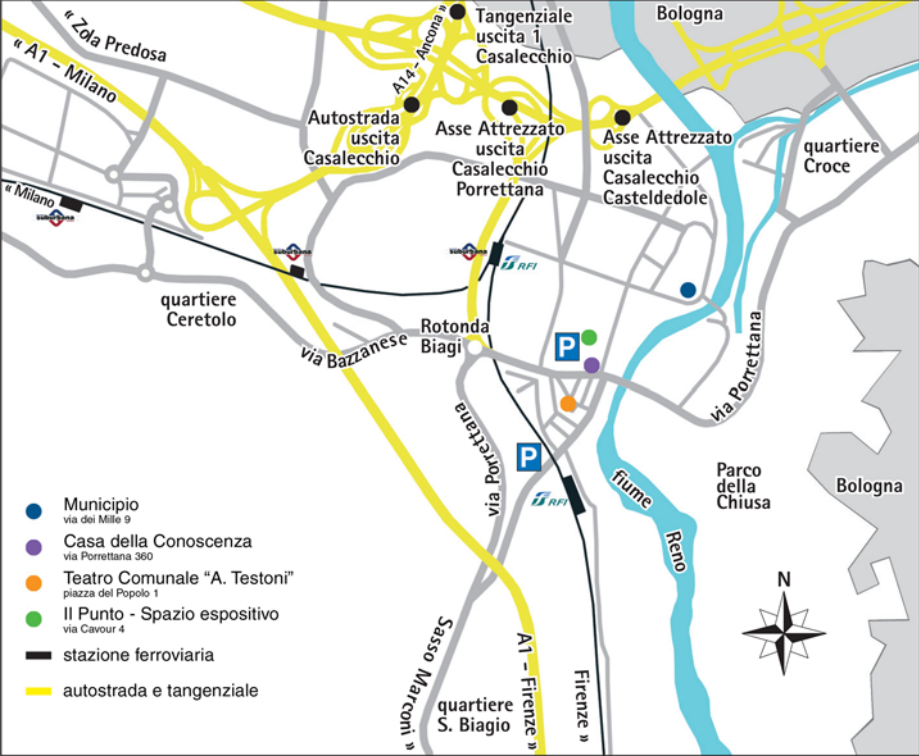 « Zola Predosa
« A1 - Milano
A14 - Ancona »
Tangenziale
uscita 1
Casalecchio
Bologna
Autostrada
uscita
Casalecchio
Asse Attrezzato
uscita
Casalecchio
Porrettana
Asse Attrezzato
uscita
Casalecchio
Casteldedole
quartiere
Croce
« Milano
suburbana
suburbana
suburbana
RFI
quartiere
Ceretolo
via Bazzanese
Rotonda
Biagi
P
via Porrettana
via Porrettana
P
RFI
fiume
Reno
Parco
della
Chiusa
Bologna
Municipio
via dei Mille 9
Casa della Conoscenza
via Porrettana 360
Teatro Comunale “A. Testoni”
piazza del Popolo 1
Il Punto - Spazio espositivo
via Cavour 4
stazione ferroviaria
autostrada e tangenziale
N
Sasso Marconi »
quartiere
S. Biagio
A1 - Firenze »
Firenze »